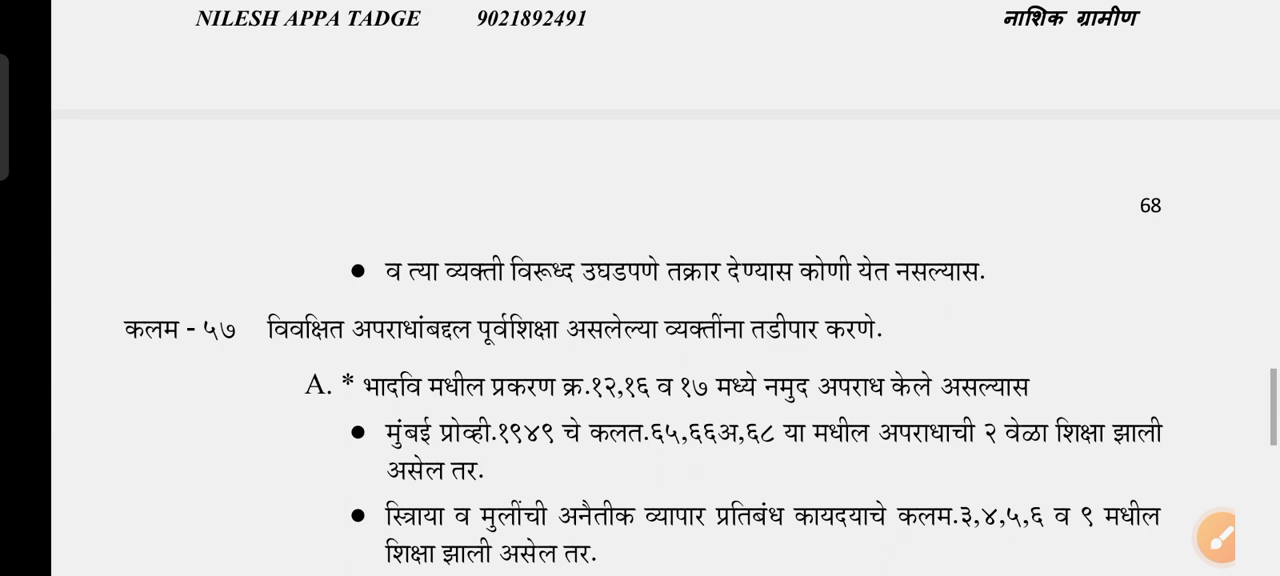 NILESH APPA TADGE 9021892491 नाशिक ग्रामीण
68
● व त्या व्यक्ती विरूध्द उघडपणे तक्रार देण्यास कोणी येत नसल्यास.
कलम - ५७ विवक्षित अपराधांबद्दल पूर्वशिक्षा असलेल्या व्यक्तींना तडीपार करणे.
A. * भादवि मधील प्रकरण क्र.१२,१६ व १७ मध्ये नमुद अपराध केले असल्यास
● मुंबई प्रोव्ही.१९४९ चे कलत.६५,६६अ,६८ या मधील अपराधाची २ वेळा शिक्षा झाली
असेल तर.
● स्त्रिाया व मुलींची अनैतीक व्यापार प्रतिबंध कायदयाचे कलम.३,४,५,६ व ९ मधील
शिक्षा झाली असेल तर.